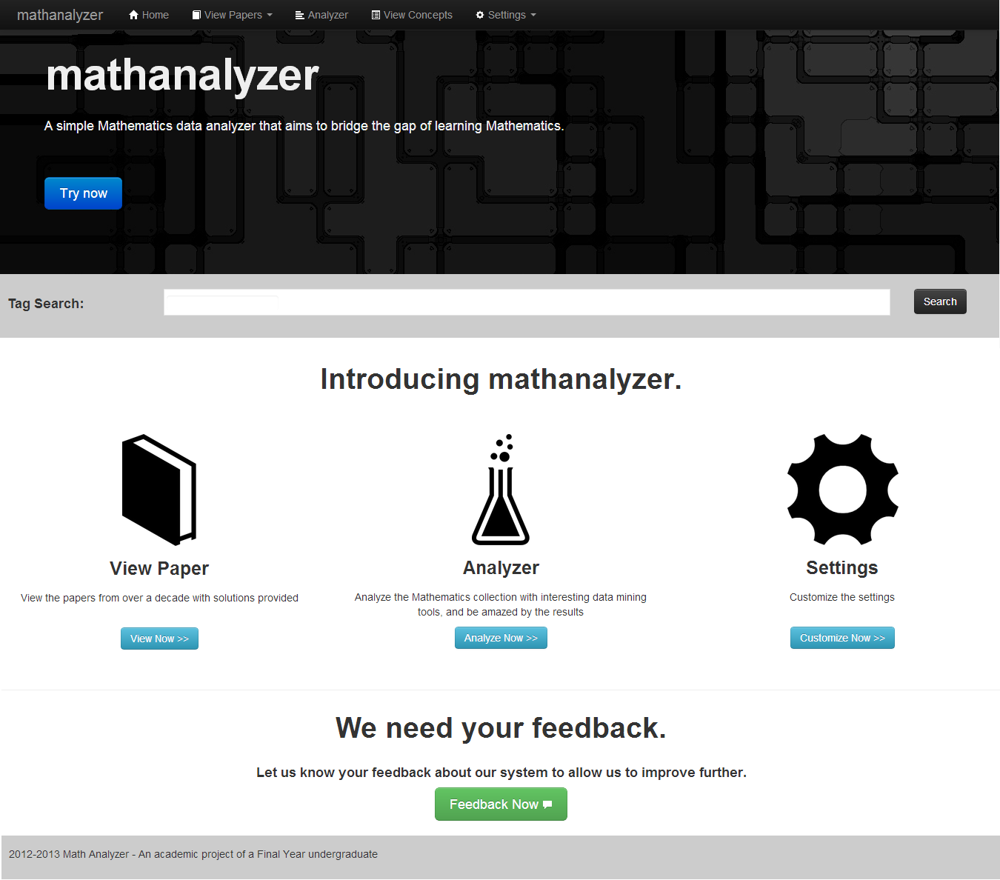 mathanalyzer Home View Papers Analyzer View Concepts Settings
mathanalyzer
A simple Mathematics data analyzer that aims to bridge the gap of learning Mathematics.
Try now
Tag Search: Search
Introducing mathanalyzer.
View Paper
View the papers from over a decade with solutions provided
View Now >>
Analyzer
Analyze the Mathematics collection with interesting data mining
tools, and be amazed by the results
Analyze Now >>
Settings
Customize the settings
Customize Now >>
We need your feedback.
Let us know your feedback about our system to allow us to improve further.
Feedback Now
2012-2013 Math Analyzer - An academic project of a Final Year undergraduate